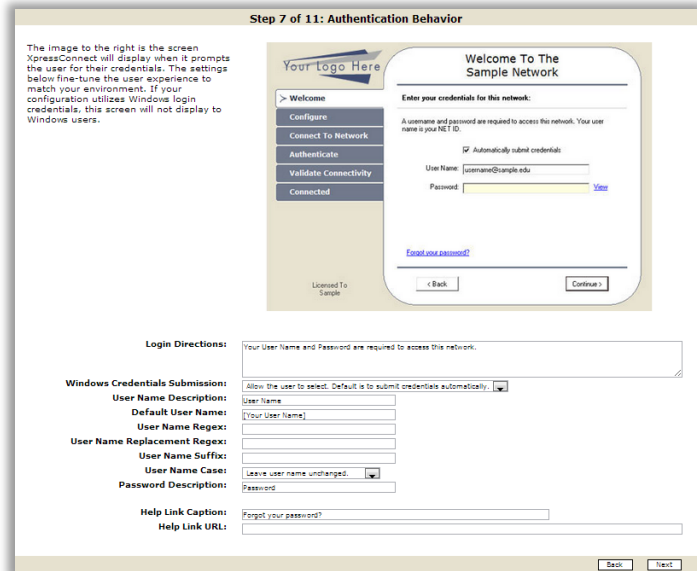 Step 7 of 11: Authentication Behavior
The image to the right is the screen
XpressConnect will display when it prompts
the user for their credentials. The settings
below fine-tune the user experience to
match your environment. If your
configuration utilizes Windows login
credentials, this screen will not display to
Windows users.
Your Logo Here
Welcome To The
Sample Network
> Welcome
Configure
Connect To Network
Authenticate
Validate Connectivity
Connected
Licensed To
Sample
Enter your credentials for this network:
A username and password are required to access this network. Your user
name is your NET ID.
Automatically submit credentials
User Name: username@sample.edu
Password: View
Forgot your password?
< Back Continue >
Login Directions: Your User Name and Password are required to access this network.
Windows Credentials Submission: Allow the user to select. Default is to submit credentials automatically.
User Name Description: User Name
Default User Name: [Your User Name]
User Name Regex:
User Name Replacement Regex:
User Name Suffix:
User Name Case: Leave user name unchanged.
Password Description: Password
Help Link Caption: Forgot your password?
Help Link URL:
Back Next